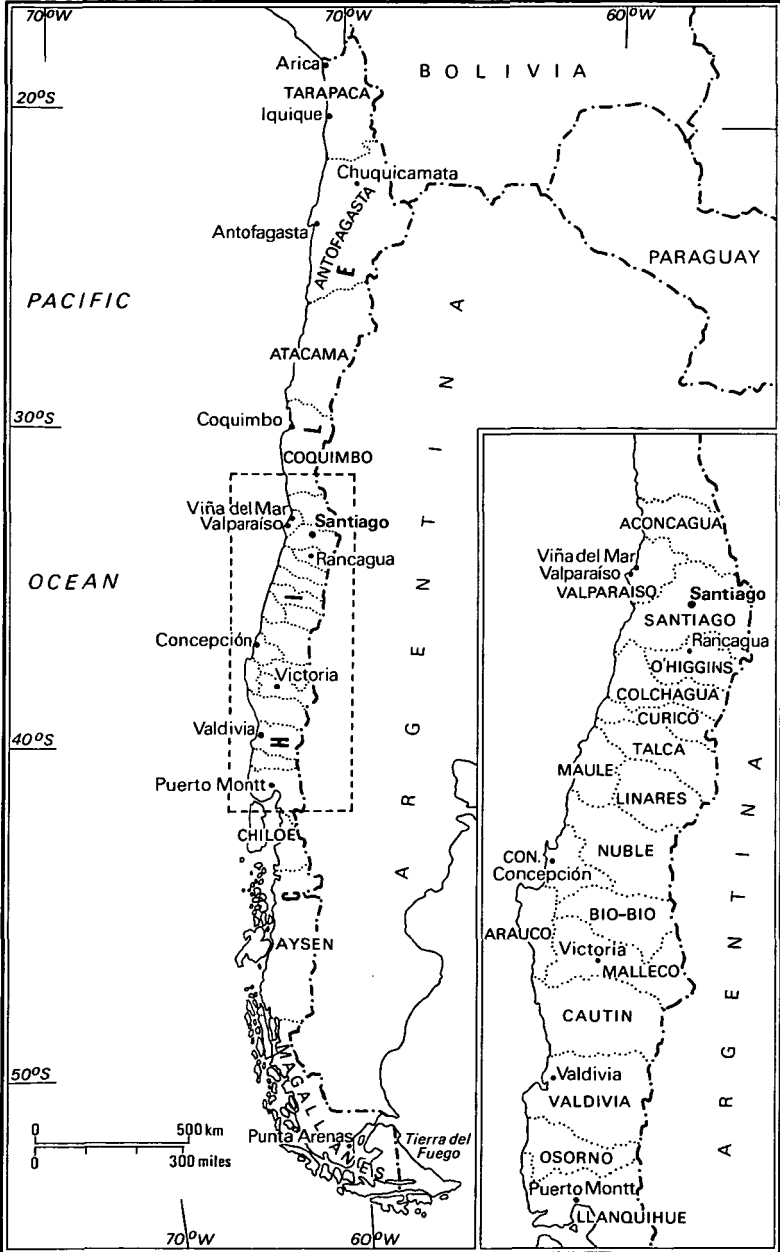 70°W
70°W
60°W
Arica
BOLIVIA
TARAPACA
20°S
Iquique
Chuquicamata
ANTOFAGASTA
Antofagasta
PARAGUAY
PACIFIC
ATACAMA
30°S
Coquimbo
COQUIMBO
Viña del Mar
Valparaíso
Santiago
Rancagua
OCEAN
Concepción
Victoria
Valdivia
40°S
Puerto Montt
CHILOE
CHILE
ARGENTINA
AYSEN
50°S
MAGALLANES
0 500 km
0 300 miles
Punta Arenas
Tierra del
Fuego
70°W
60°W
ACONCAGUA
Viña del Mar
Valparaíso
VALPARAISO
Santiago
SANTIAGO
Rancagua
O'HIGGINS
COLCHAGUA
CURICO
TALCA
MAULE
LINARES
NUBLE
CON.
Concepción
BIO-BIO
ARAUCO
Victoria
MALLECO
CAUTIN
Valdivia
VALDIVIA
OSORNO
Puerto Montt
LLANQUIHUE
ARGENTINA